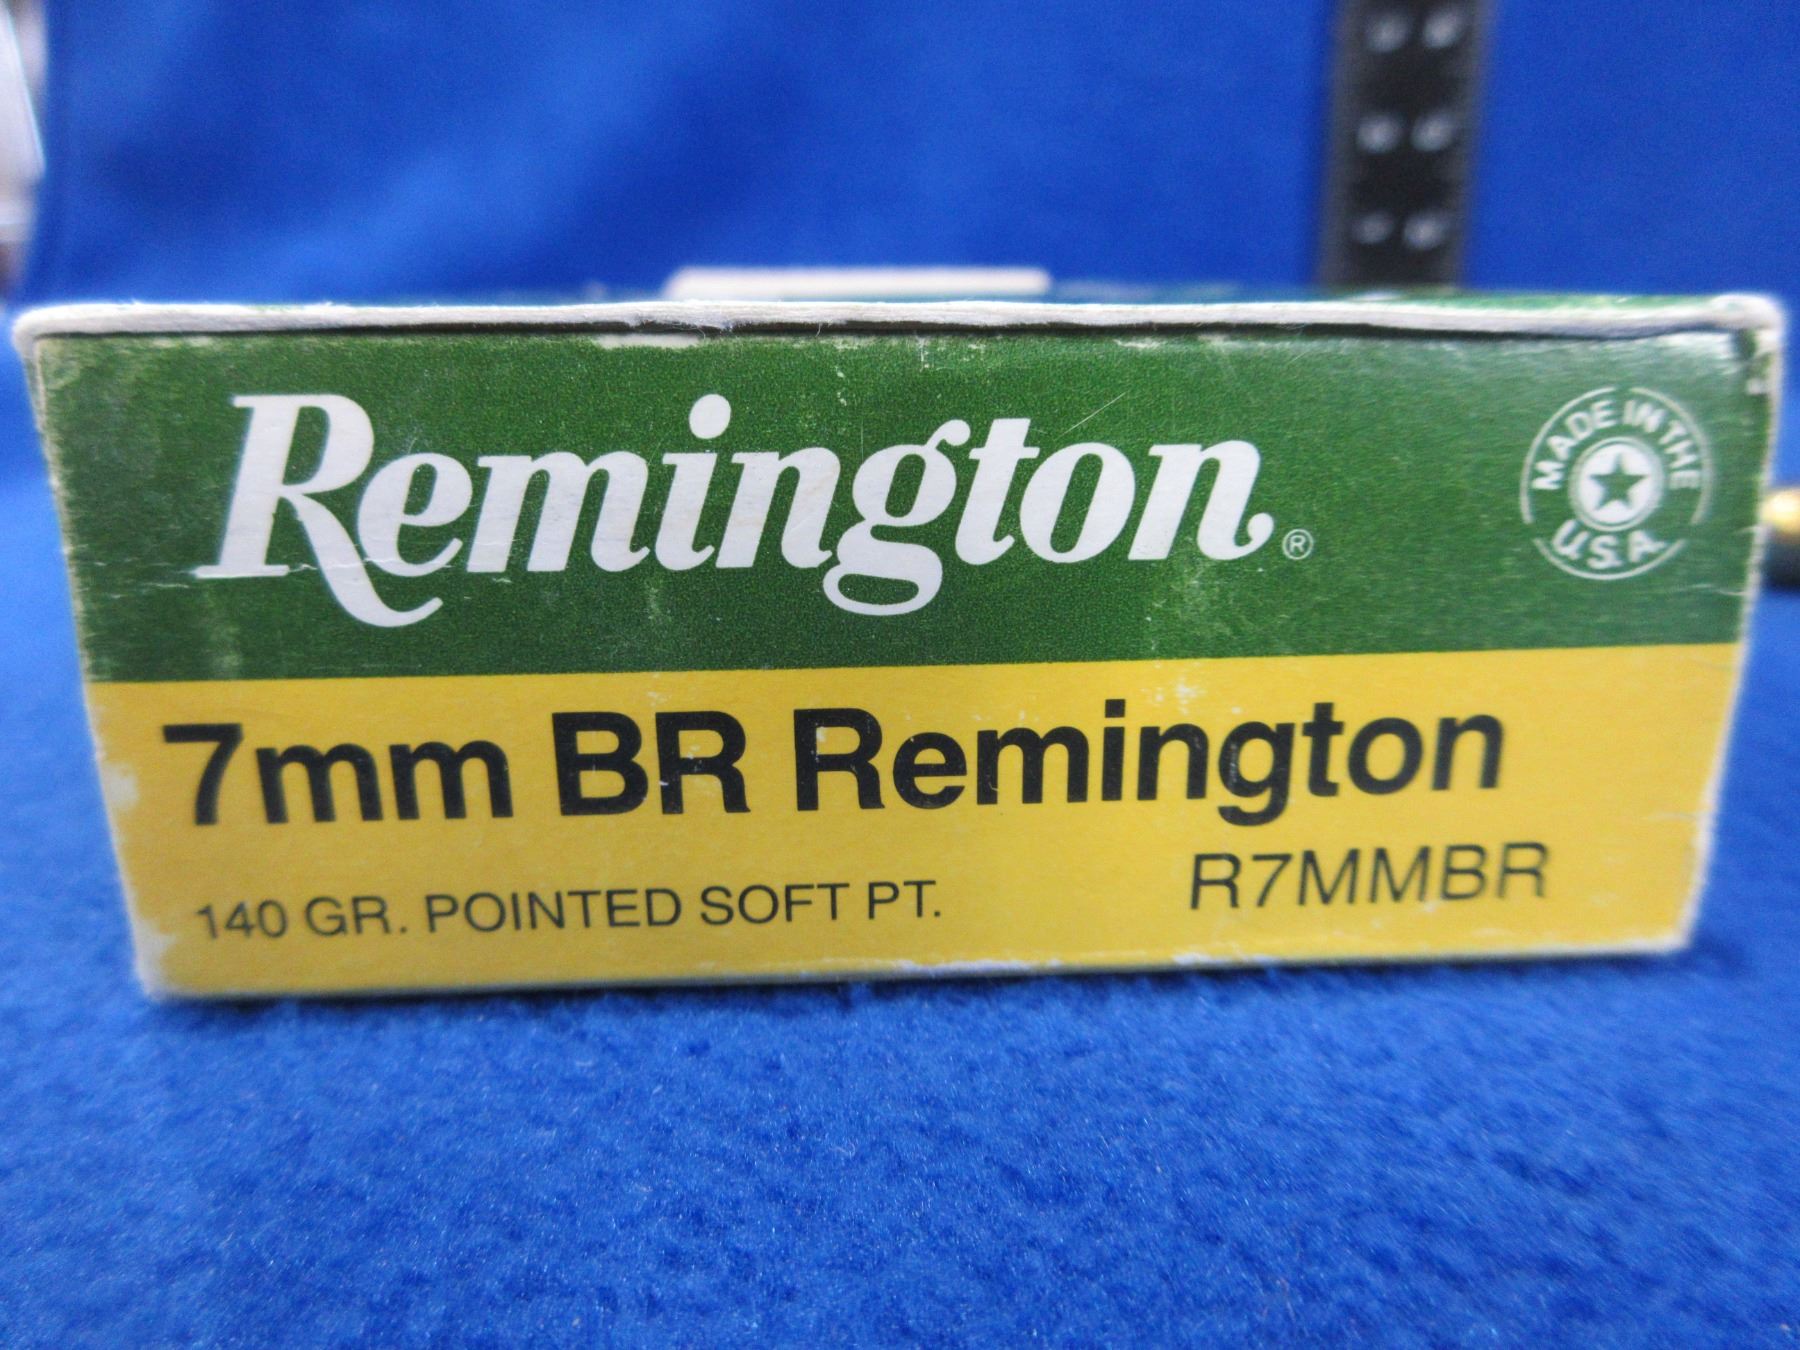 Remington®
MADE IN THE
U.S.A.
7mm BR Remington
140 GR. POINTED SOFT PT.
R7MMBR